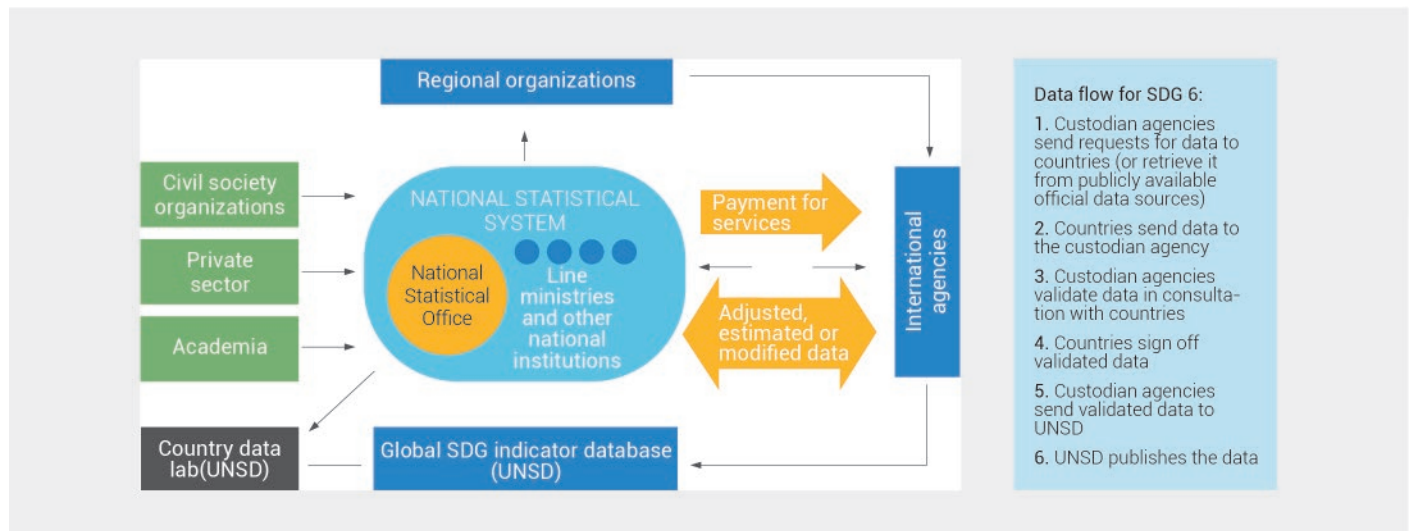 Regional organizations
Civil society
organizations
Private
sector
Academia
NATIONAL STATISTICAL
SYSTEM
National
Statistical
Office
Line
ministries
and other
national
institutions
Payment for
services
Adjusted,
estimated or
modified data
International
agencies
Country data
lab(UNSD)
Global SDG indicator database
(UNSD)
Data flow for SDG 6:
1. Custodian agencies
send requests for data to
countries (or retrieve it
from publicly available
official data sources)
2. Countries send data to
the custodian agency
3. Custodian agencies
validate data in consulta-
tion with countries
4. Countries sign off
validated data
5. Custodian agencies
send validated data to
UNSD
6. UNSD publishes the data